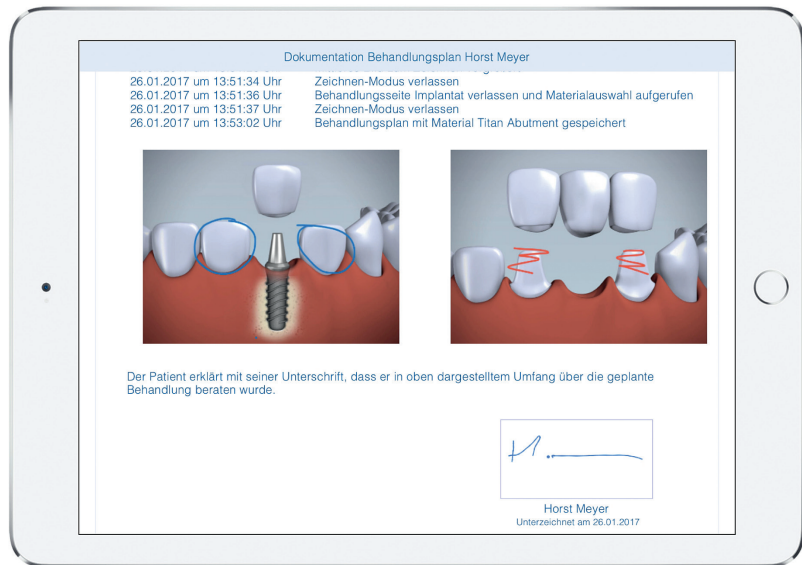 Dokumentation Behandlungsplan Horst Meyer
26.01.2017 um 13:51:34 Uhr Zeichnen-Modus verlassen
26.01.2017 um 13:51:36 Uhr Behandlungsseite Implantat verlassen und Materialauswahl aufgerufen
26.01.2017 um 13:51:37 Uhr Zeichnen-Modus verlassen
26.01.2017 um 13:53:02 Uhr Behandlungsplan mit Material Titan Abutment gespeichert
Der Patient erklärt mit seiner Unterschrift, dass er in oben dargestelltem Umfang über die geplante
Behandlung beraten wurde.
Horst Meyer
Unterzeichnet am 26.01.2017